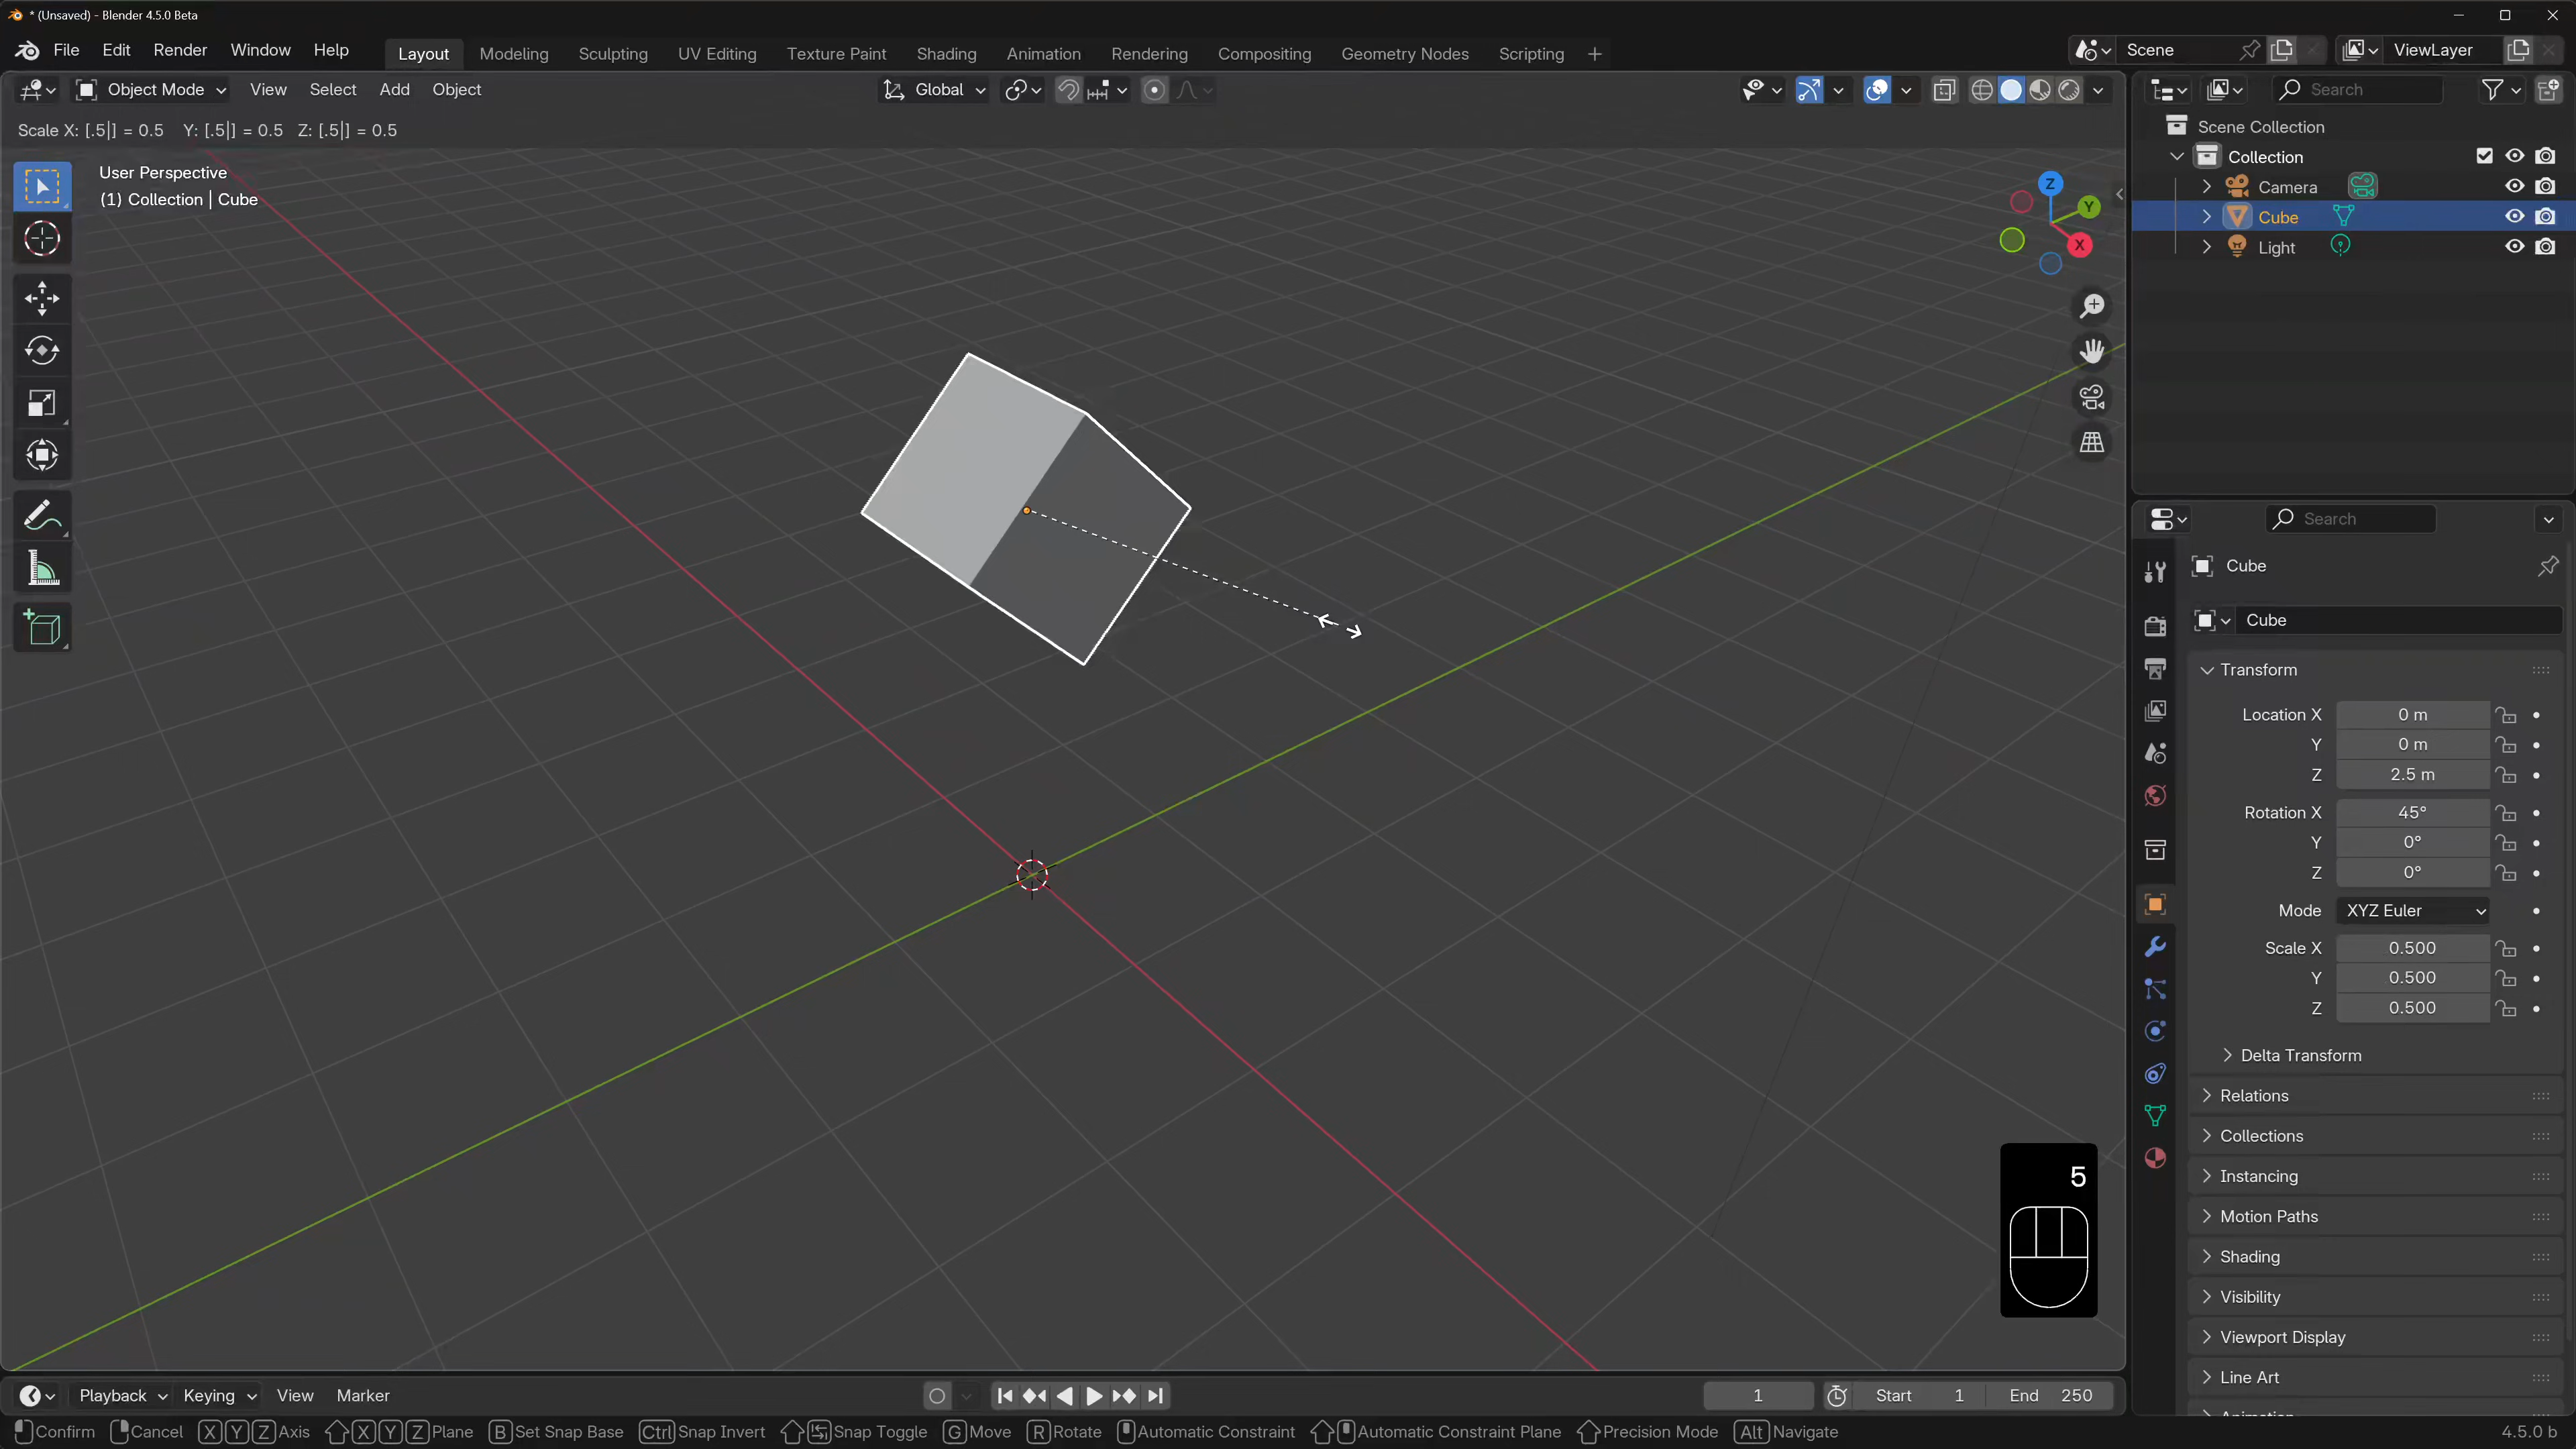 * (Unsaved) - Blender 4.5.0 Beta
File Edit Render Window Help Layout Modeling Sculpting UV Editing Texture Paint Shading Animation Rendering Compositing Geometry Nodes Scripting + Scene ViewLayer
Object Mode View Select Add Object Global Search
Scale X: [.5|] = 0.5 Y: [.5|] = 0.5 Z: [.5|] = 0.5
User Perspective
(1) Collection | Cube
Z
Y
X
Scene Collection
Collection
Camera
Cube
Light
Search
Cube
Cube
Transform
Location X 0 m
Y 0 m
Z 2.5 m
Rotation X 45°
Y 0°
Z 0°
Mode XYZ Euler
Scale X 0.500
Y 0.500
Z 0.500
Delta Transform
Relations
Collections
Instancing
Motion Paths
Shading
Visibility
Viewport Display
Line Art
Animation
5
Playback Keying View Marker 1 Start 1 End 250
Confirm Cancel X Y Z Axis X Y Z Plane B Set Snap Base Ctrl Snap Invert Snap Toggle G Move R Rotate Automatic Constraint Automatic Constraint Plane Precision Mode Alt Navigate 4.5.0 b